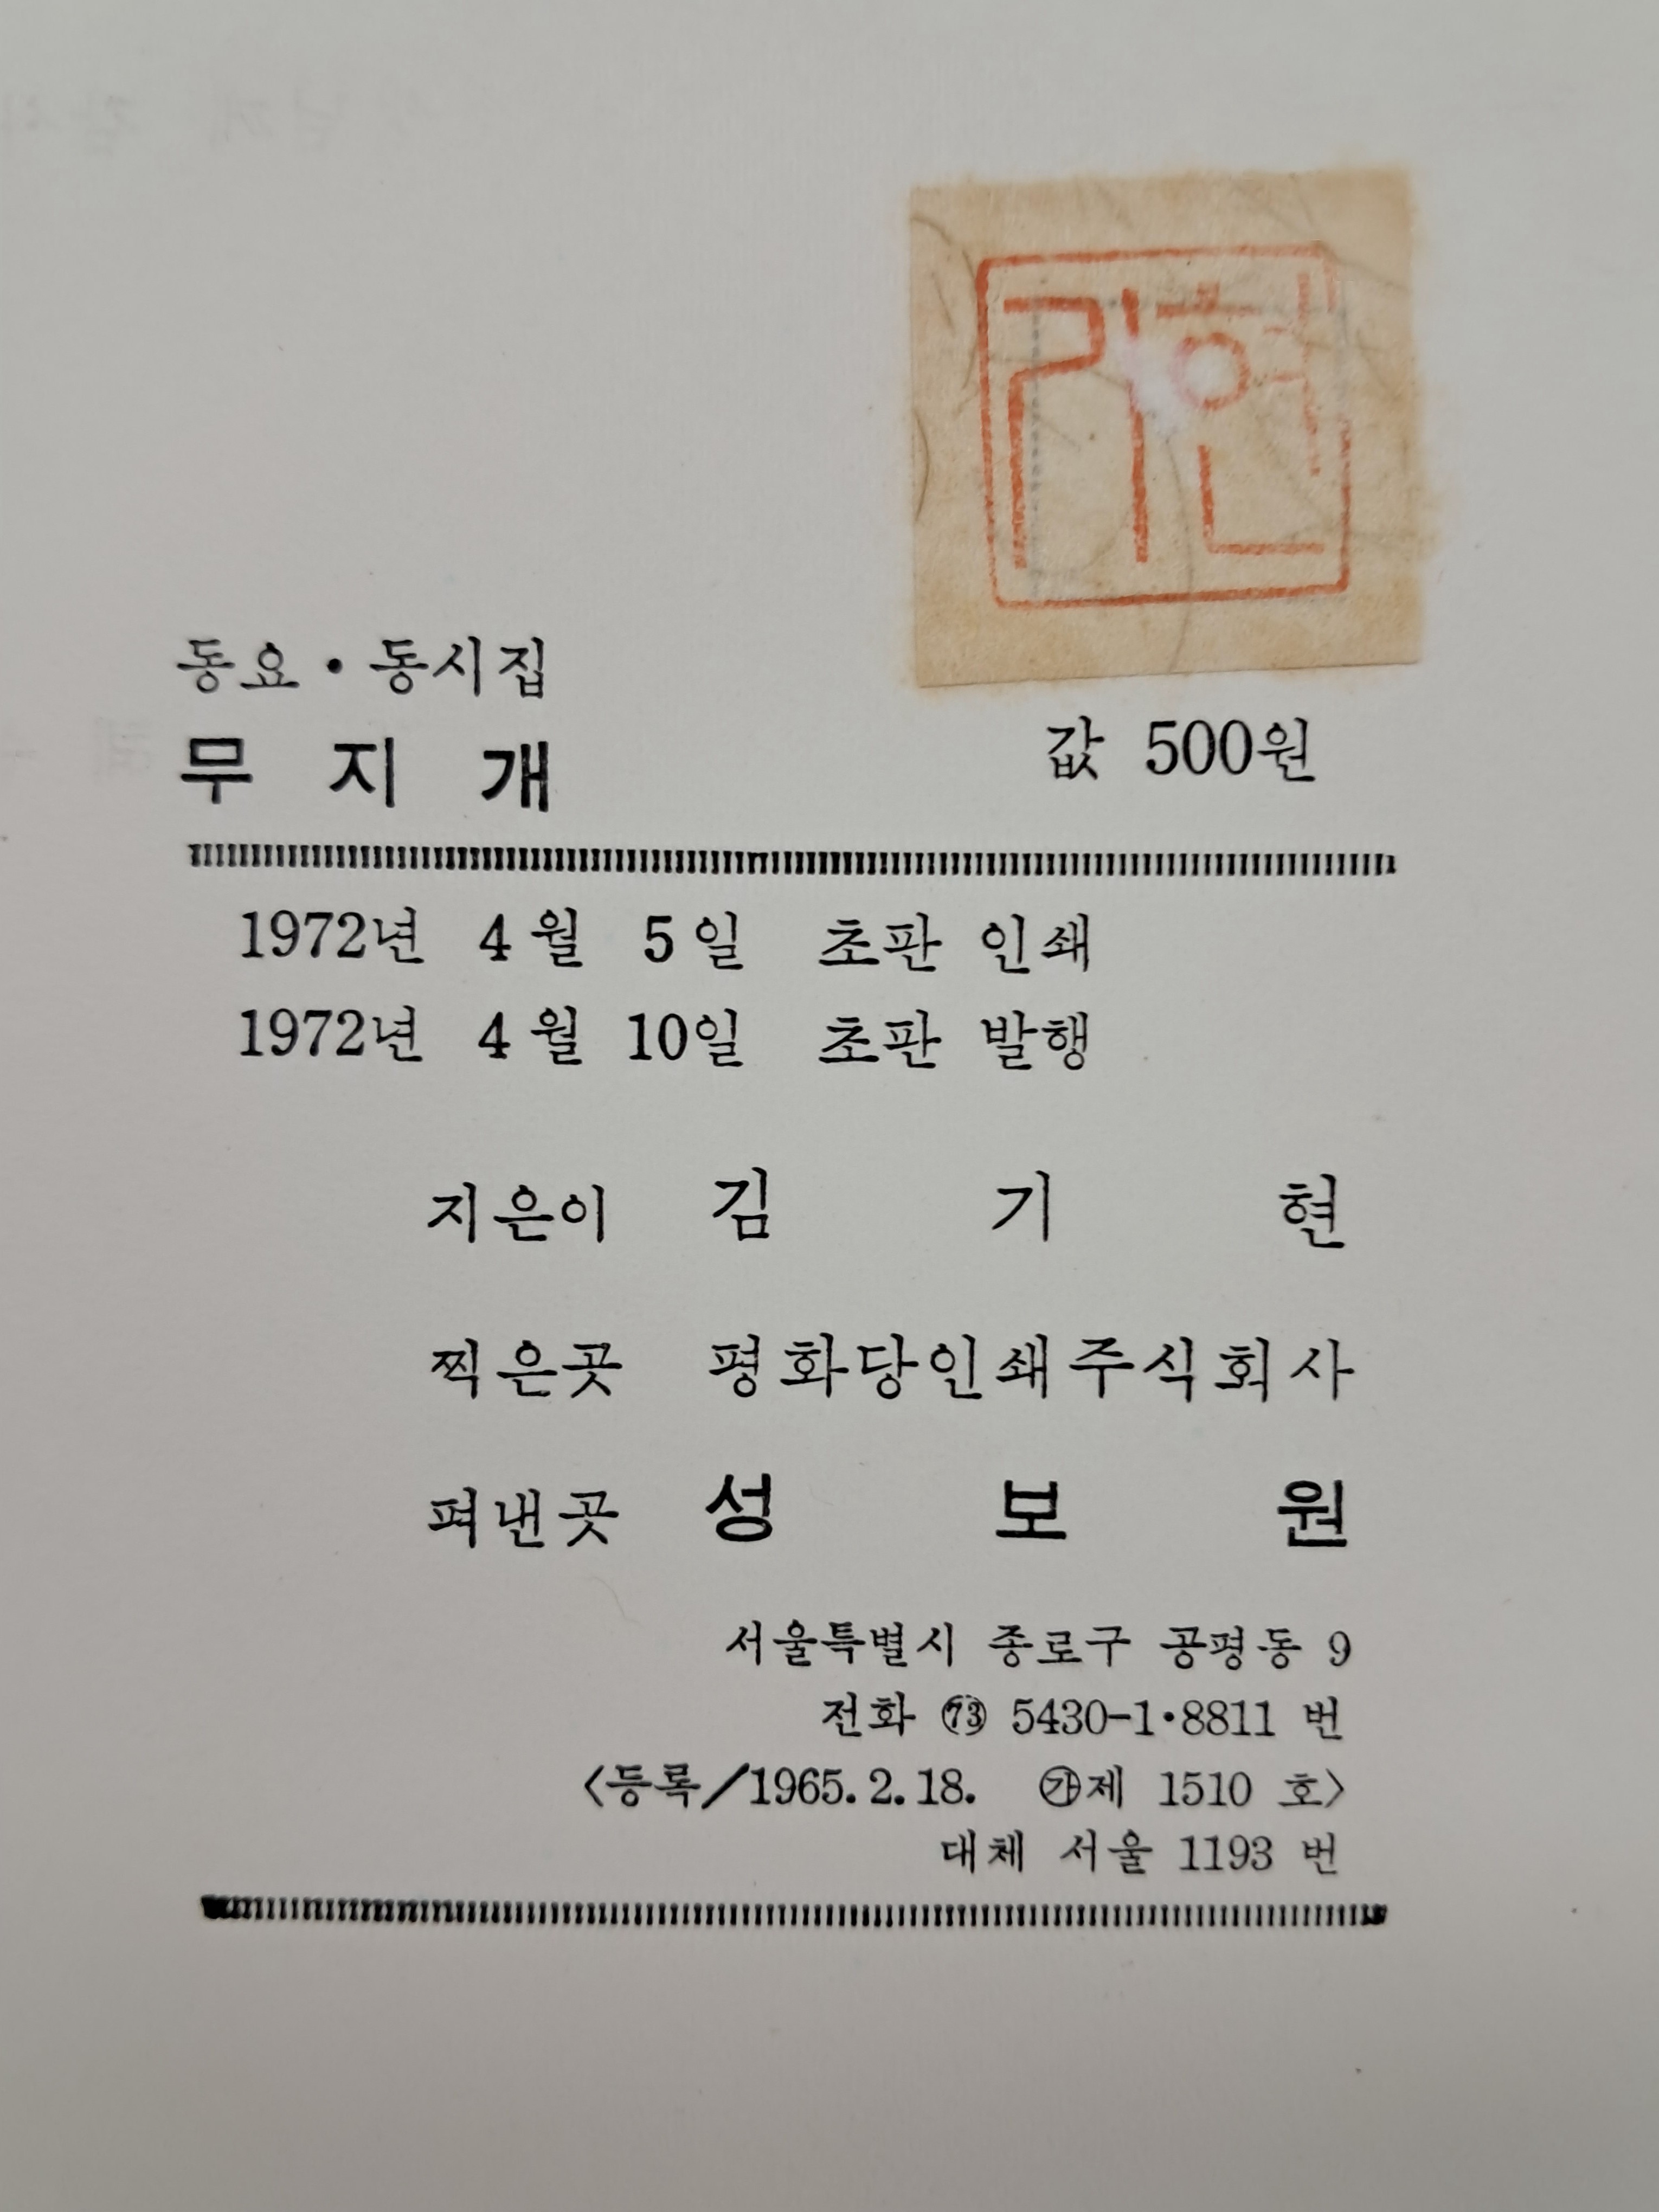 동요·동시집
무지개
값 500원
1972년 4월 5일 초판 인쇄
1972년 4월 10일 초판 발행
지은이 김기현
찍은곳 평화당인쇄주식회사
펴낸곳 성보원
서울특별시 종로구 공평동 9
전화 ㉓ 5430-1·8811 번
<등록/1965.2.18. ㉮제 1510 호>
대체 서울 1193 번